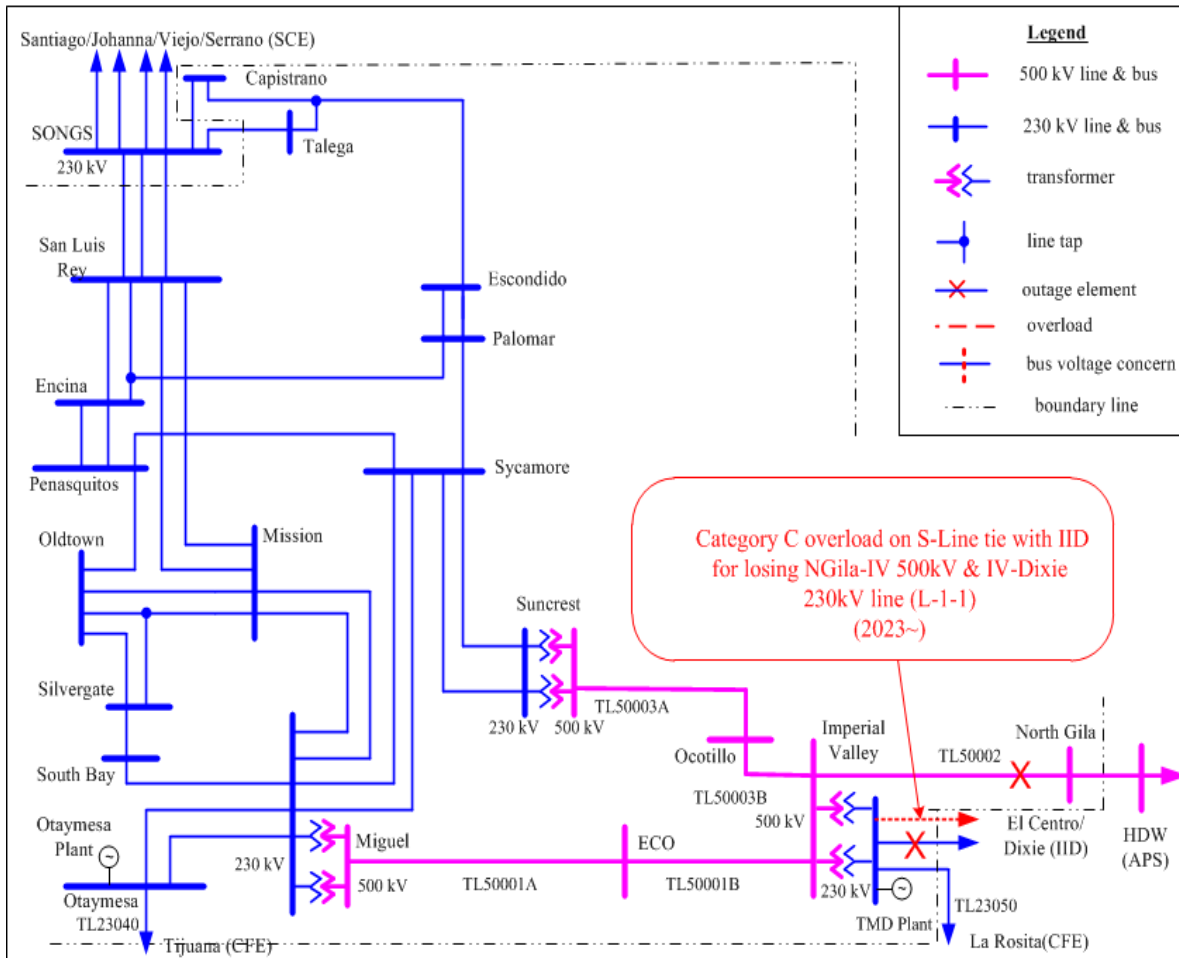 Santiago/Johanna/Viejo/Serrano (SCE)
Capistrano
SONGS
230 kV
Talega
San Luis
Rey
Escondido
Palomar
Encina
Penasquitos
Sycamore
Oldtown
Mission
Silvergate
South Bay
Otaymesa
Plant
Otaymesa
TL23040
Tijuana (CFE)
230 kV
Miguel
500 kV
TL50001A
ECO
TL50001B
Suncrest
230 kV
500 kV
TL50003A
Ocotillo
TL50003B
Imperial
Valley
500 kV
230 kV
TMD Plant
TL50002
North Gila
El Centro/
Dixie (IID)
HDW
(APS)
TL23050
La Rosita(CFE)
Category C overload on S-Line tie with IID
for losing NGila-IV 500kV & IV-Dixie
230kV line (L-1-1)
(2023~)
Legend
500 kV line & bus
230 kV line & bus
transformer
line tap
outage element
overload
bus voltage concern
boundary line